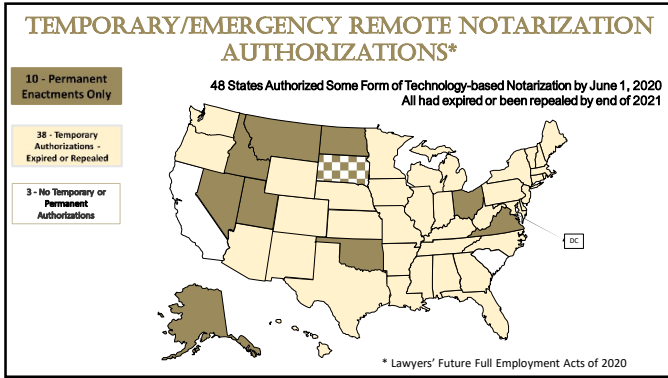 TEMPORARY/EMERGENCY REMOTE NOTARIZATION
AUTHORIZATIONS*
10 - Permanent
Enactments Only
48 States Authorized Some Form of Technology-based Notarization by June 1, 2020
All had expired or been repealed by end of 2021
38 - Temporary
Authorizations -
Expired or Repealed
3 - No Temporary or
Permanent
Authorizations
DC
* Lawyers' Future Full Employment Acts of 2020